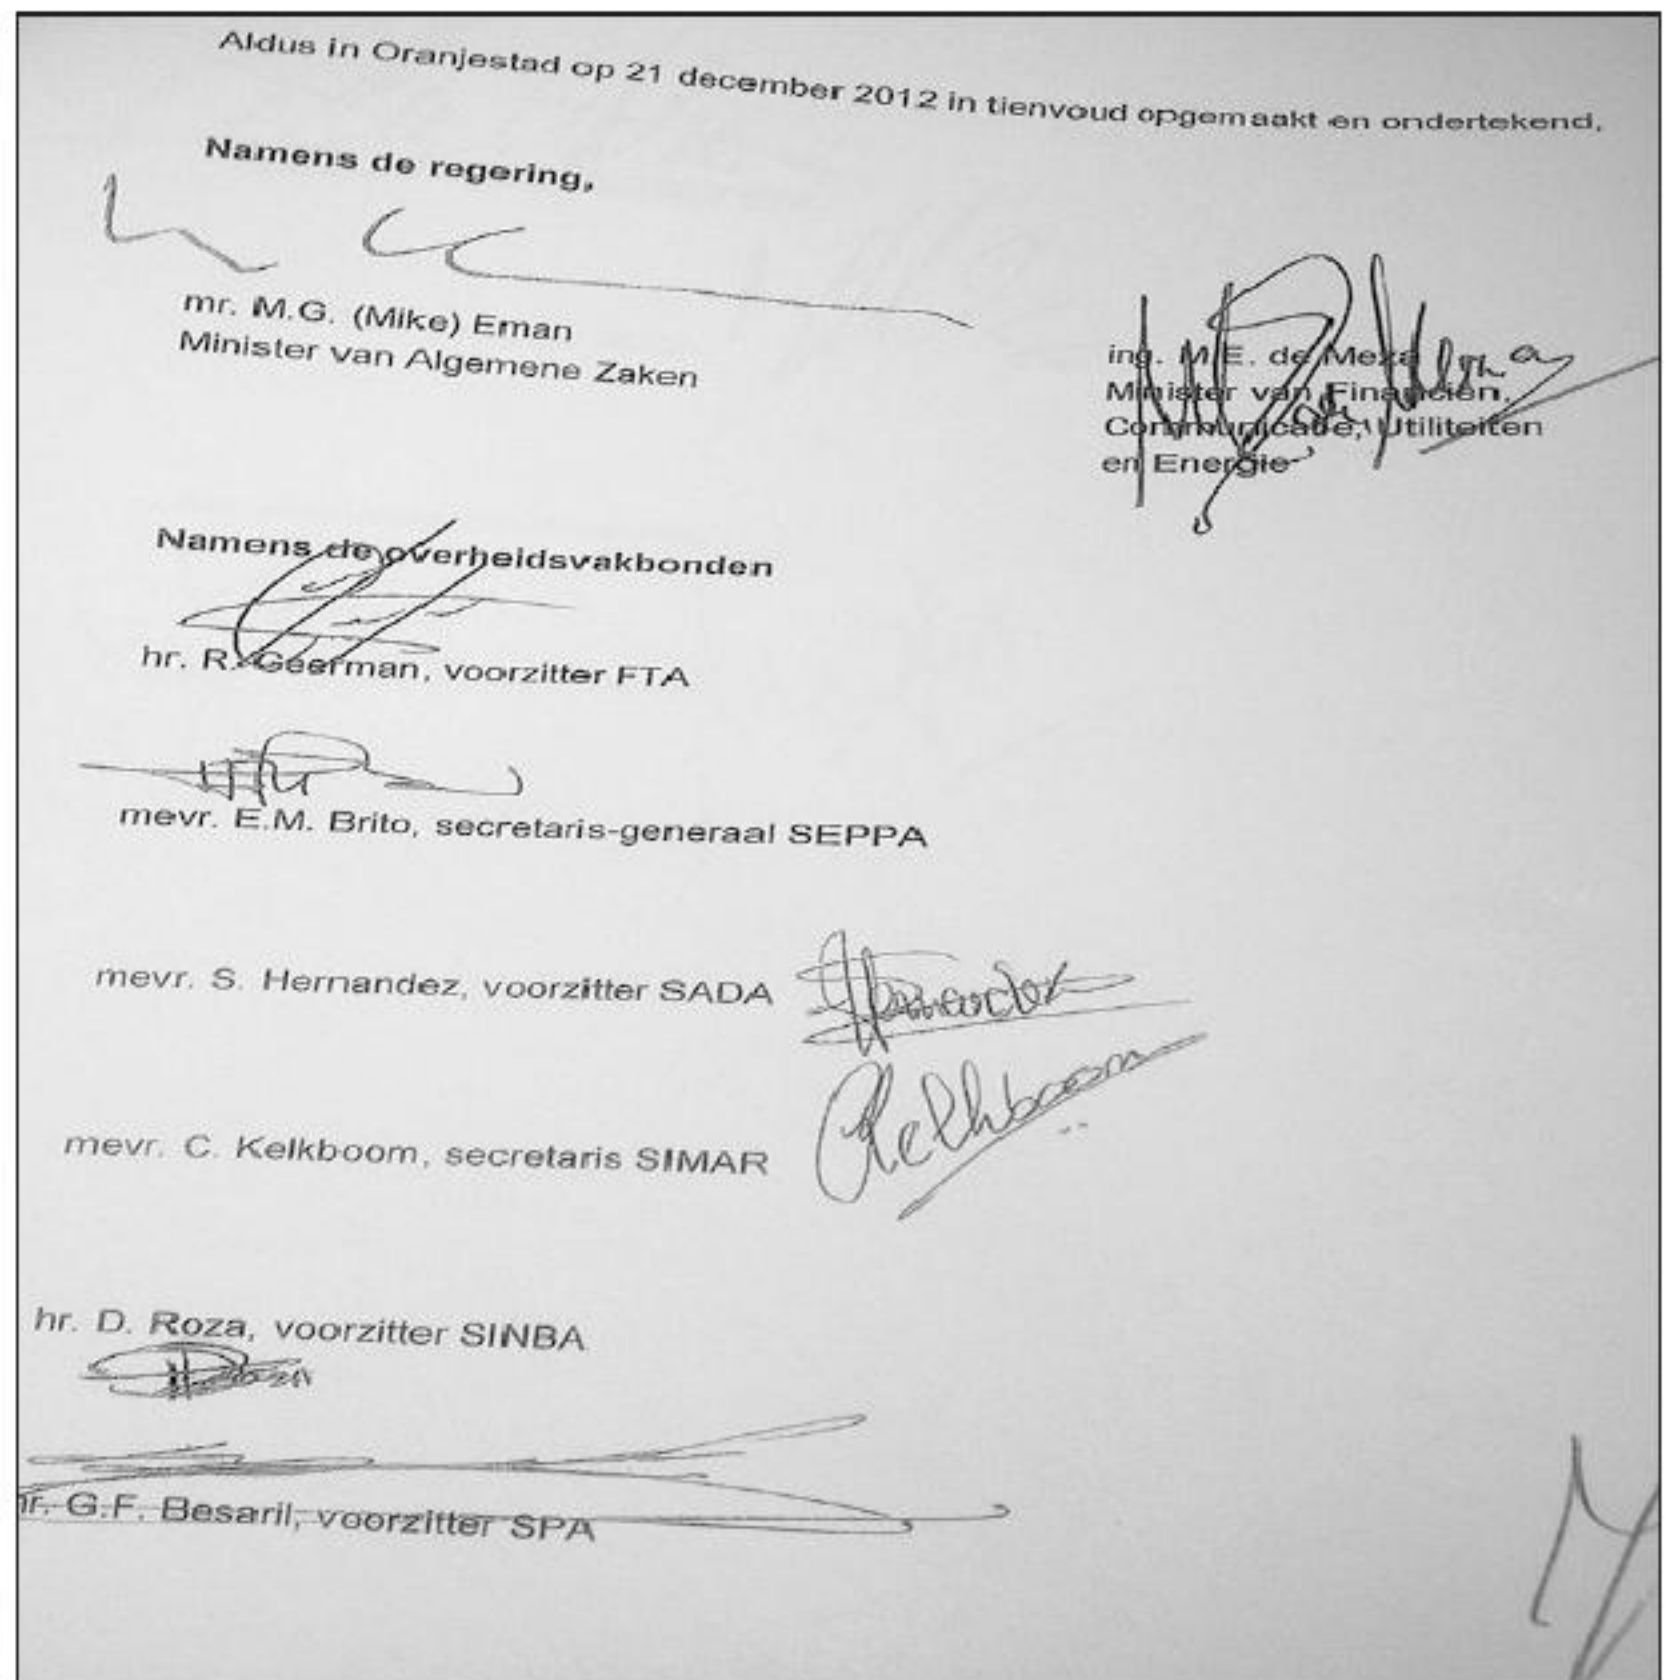 Aldus in Oranjestad op 21 december 2012 in tienvoud opgemaakt en ondertekend,
Namens de regering,
mr. M.G. (Mike) Eman
Minister van Algemene Zaken
ing. M.E. de Meza
Minister van Financiën,
Communicatie, Utiliteiten
en Energie
Namens de overheidsvakbonden
hr. R. Geerman, voorzitter FTA
mevr. E.M. Brito, secretaris-generaal SEPPA
mevr. S. Hernandez, voorzitter SADA
mevr. C. Kelkboom, secretaris SIMAR
Kelkboom
hr. D. Roza, voorzitter SINBA
hr. G.F. Besaril, voorzitter SPA